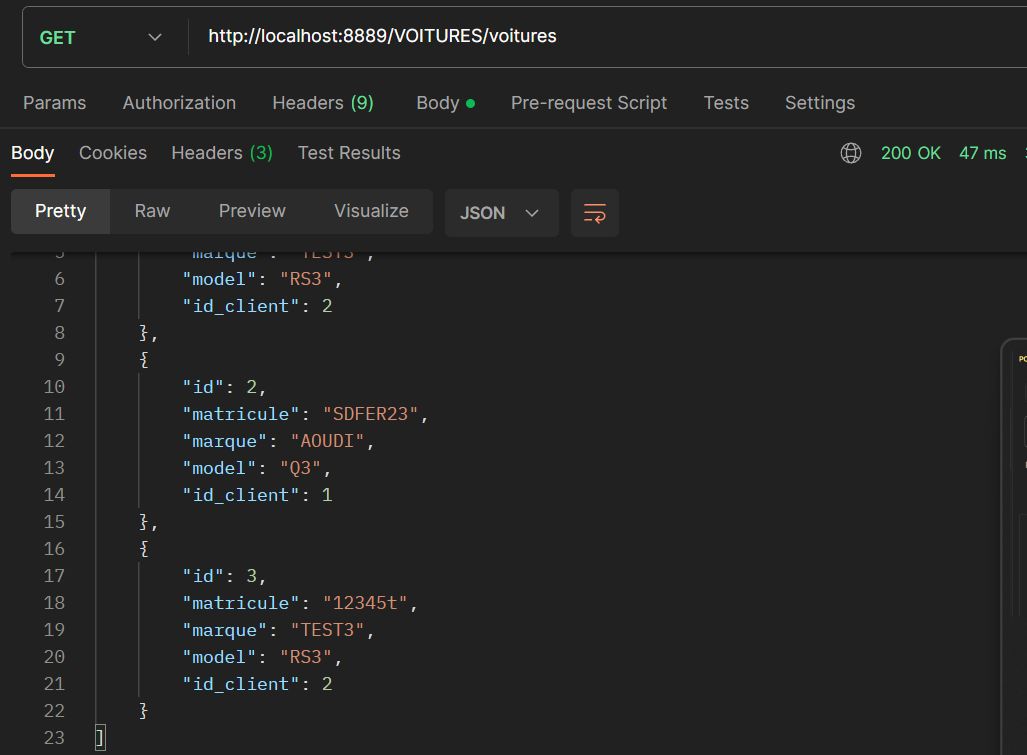 GET http://localhost:8889/VOITURES/voitures
Params Authorization Headers (9) Body Pre-request Script Tests Settings
Body Cookies Headers (3) Test Results 200 OK 47 ms
Pretty Raw Preview Visualize JSON
5 "marque": "TEST3",
6 "model": "RS3",
7 "id_client": 2
8 },
9 {
10 "id": 2,
11 "matricule": "SDFER23",
12 "marque": "AOUDI",
13 "model": "Q3",
14 "id_client": 1
15 },
16 {
17 "id": 3,
18 "matricule": "12345t",
19 "marque": "TEST3",
20 "model": "RS3",
21 "id_client": 2
22 }
23 ]